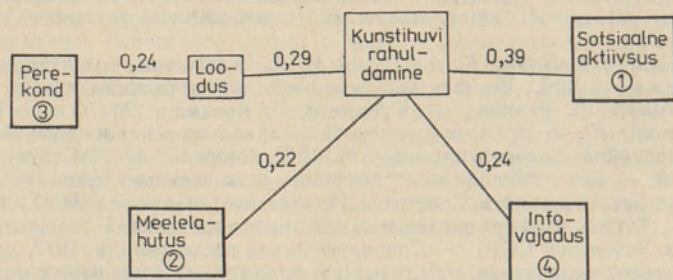 Pere-
kond
③
0,24
Loo-
dus
0,29
Kunstihuvi
rahul-
damine
0,39
Sotsiaalne
aktiivsus
①
0,22
0,24
Meelela-
hutus
②
Info-
vajadus
④